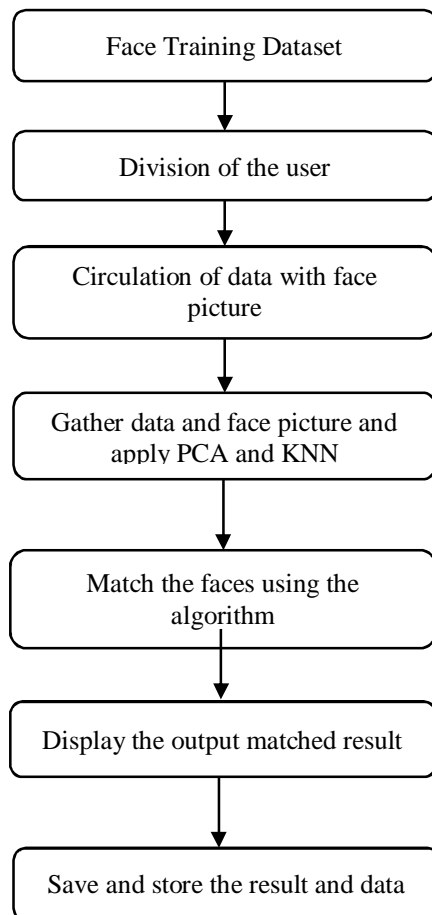 Face Training Dataset
Division of the user
Circulation of data with face
picture
Gather data and face picture and
apply PCA and KNN
Match the faces using the
algorithm
Display the output matched result
Save and store the result and data